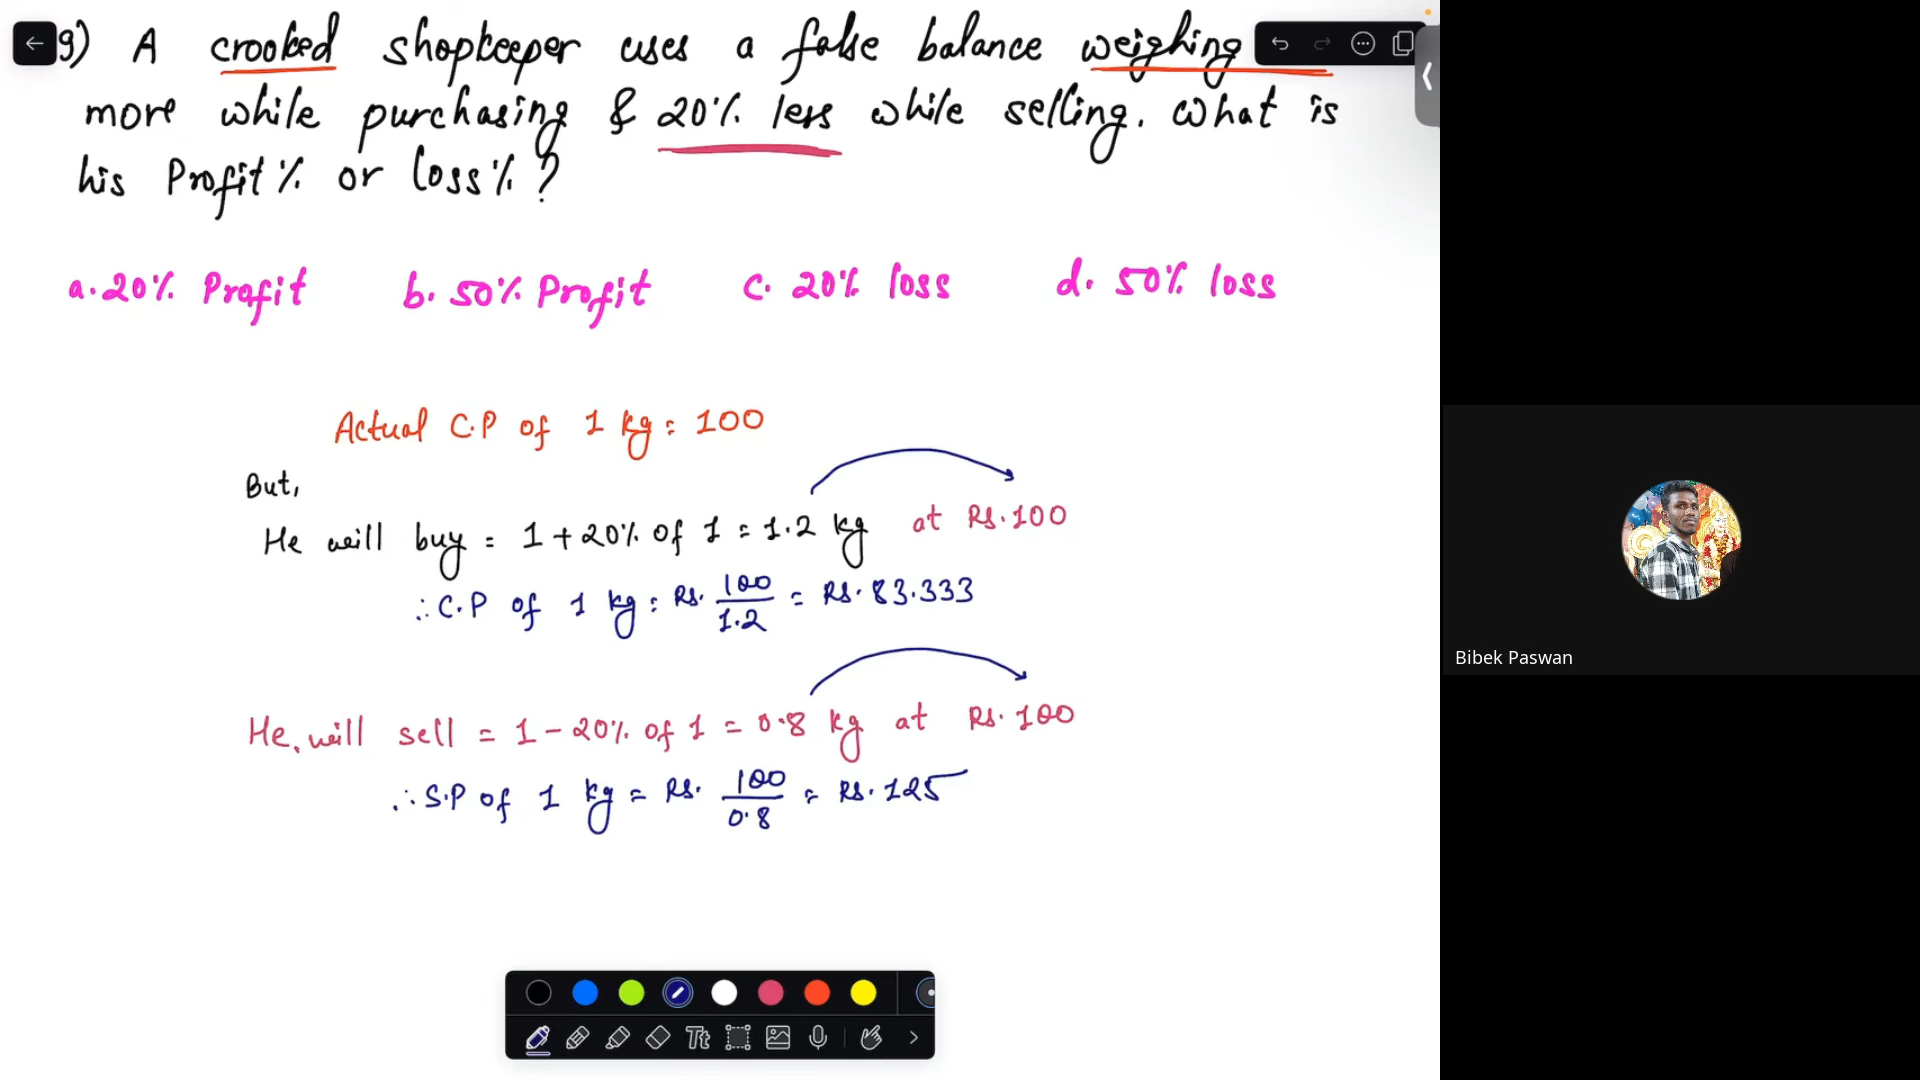 9) A crooked shopkeeper uses a false balance weighing
more while purchasing & 20% less while selling. What is
his Profit% or loss%?
a. 20% Profit b. 50% Profit c. 20% loss d. 50% loss
Actual C.P of 1 kg = 100
But,
He will buy = 1 + 20% of 1 = 1.2 kg at Rs. 100
∴ C.P of 1 kg = Rs. 100/1.2 = Rs. 83.333
He will sell = 1 - 20% of 1 = 0.8 kg at Rs. 100
∴ S.P of 1 kg = Rs. 100/0.8 = Rs. 125
Tt
Bibek Paswan